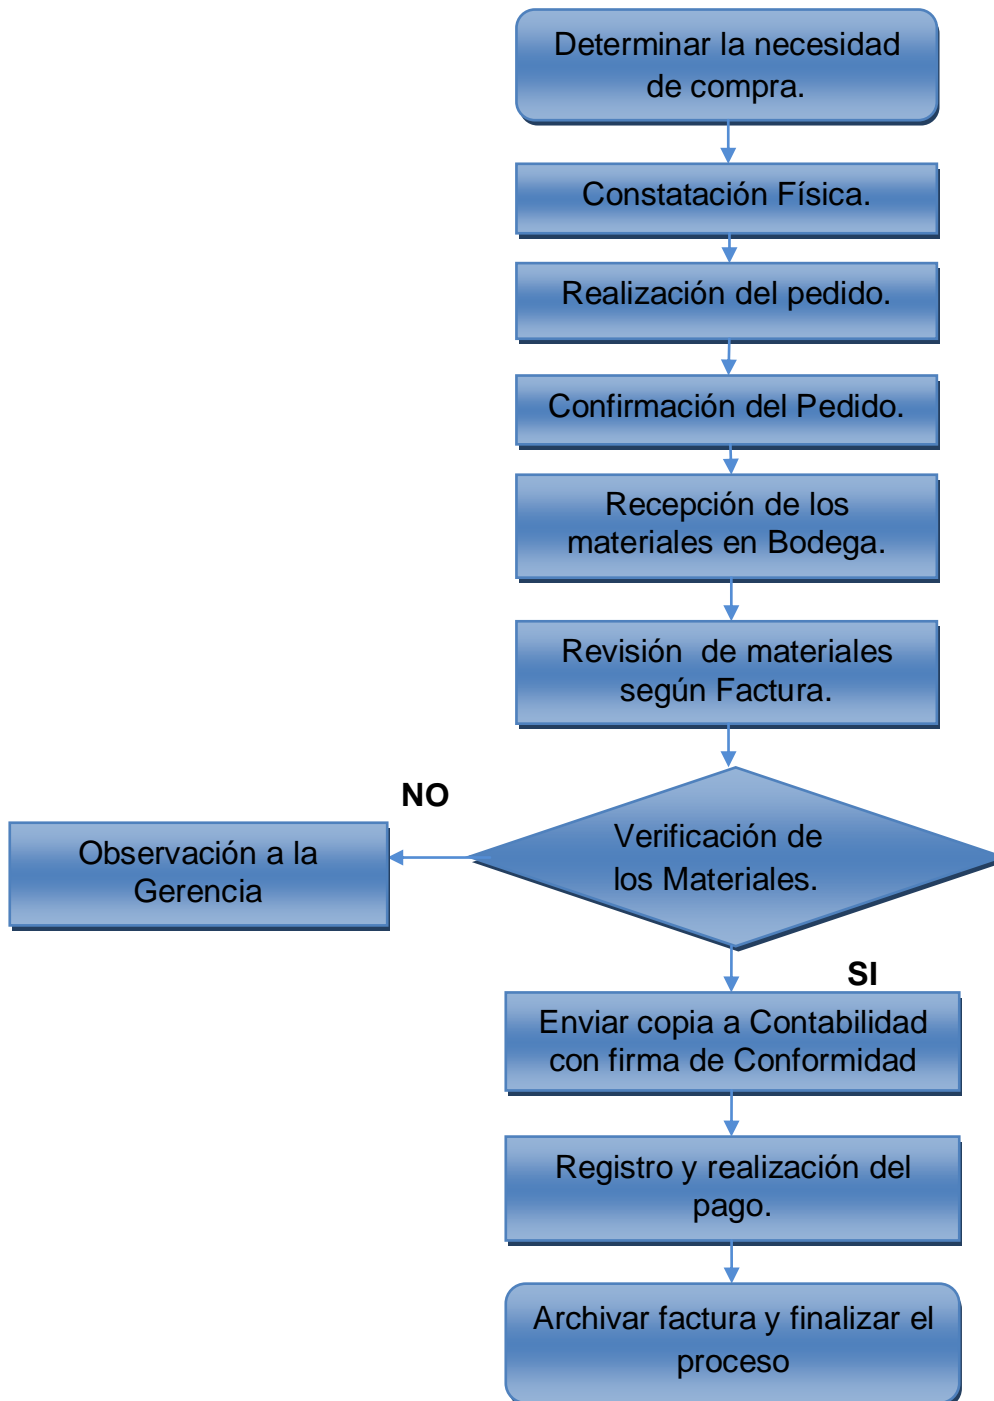 Determinar la necesidad
de compra.
Constatación Física.
Realización del pedido.
Confirmación del Pedido.
Recepción de los
materiales en Bodega.
Revisión  de materiales
según Factura.
NO
Observación a la
Gerencia
Verificación de
los Materiales.
SI
Enviar copia a Contabilidad
con firma de Conformidad
Registro y realización del
pago.
Archivar factura y finalizar el
proceso